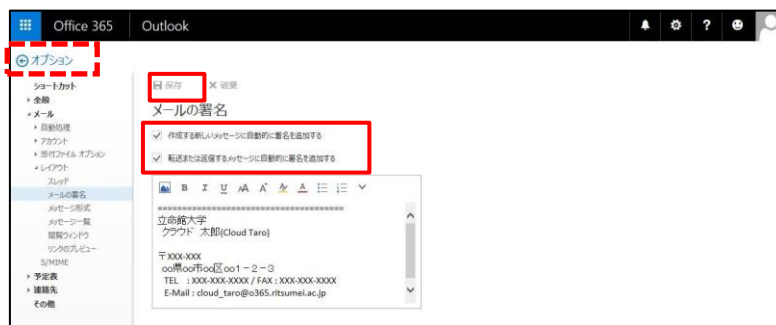 Office 365 Outlook ?
オプション
ショートカット
全般
メール
自動処理
アカウント
添付ファイル オプション
レイアウト
スレッド
メールの署名
メッセージ形式
メッセージ一覧
閲覧ウィンドウ
リンクのプレビュー
S/MIME
予定表
連絡先
その他
保存 破棄
メールの署名
作成する新しいメッセージに自動的に署名を追加する
転送または返信するメッセージに自動的に署名を追加する
B I U AA A A
======================================
立命館大学
クラウド 太郎(Cloud Taro)
〒XXX-XXX
oo県oo市oo区oo1-2-3
TEL : XXX-XXX-XXXX / FAX : XXX-XXX-XXXX
E-Mail : cloud_taro@o365.ritsumei.ac.jp